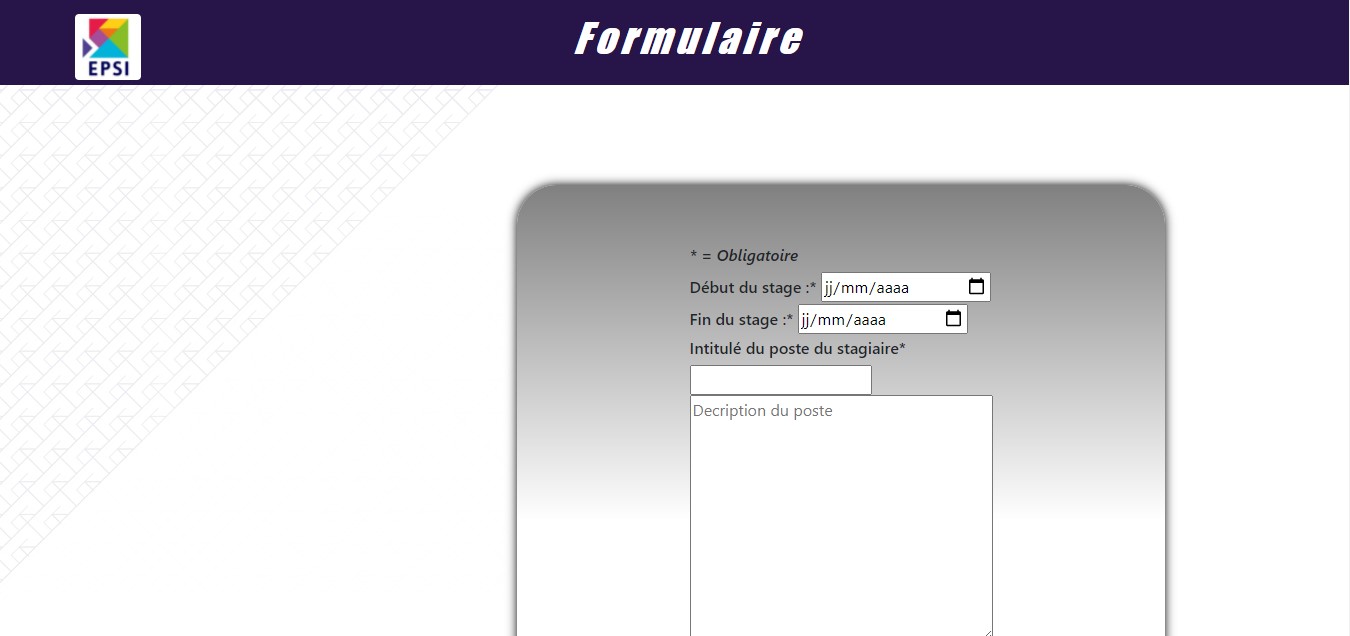 EPSI
Formulaire
* = Obligatoire
Début du stage :* jj/mm/aaaa
Fin du stage :* jj/mm/aaaa
Intitulé du poste du stagiaire*
Decription du poste